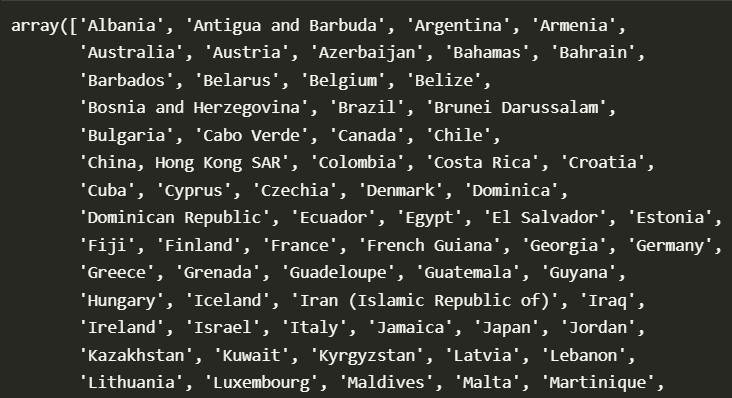 array(['Albania', 'Antigua and Barbuda', 'Argentina', 'Armenia',
'Australia', 'Austria', 'Azerbaijan', 'Bahamas', 'Bahrain',
'Barbados', 'Belarus', 'Belgium', 'Belize',
'Bosnia and Herzegovina', 'Brazil', 'Brunei Darussalam',
'Bulgaria', 'Cabo Verde', 'Canada', 'Chile',
'China, Hong Kong SAR', 'Colombia', 'Costa Rica', 'Croatia',
'Cuba', 'Cyprus', 'Czechia', 'Denmark', 'Dominica',
'Dominican Republic', 'Ecuador', 'Egypt', 'El Salvador', 'Estonia',
'Fiji', 'Finland', 'France', 'French Guiana', 'Georgia', 'Germany',
'Greece', 'Grenada', 'Guadeloupe', 'Guatemala', 'Guyana',
'Hungary', 'Iceland', 'Iran (Islamic Republic of)', 'Iraq',
'Ireland', 'Israel', 'Italy', 'Jamaica', 'Japan', 'Jordan',
'Kazakhstan', 'Kuwait', 'Kyrgyzstan', 'Latvia', 'Lebanon',
'Lithuania', 'Luxembourg', 'Maldives', 'Malta', 'Martinique',